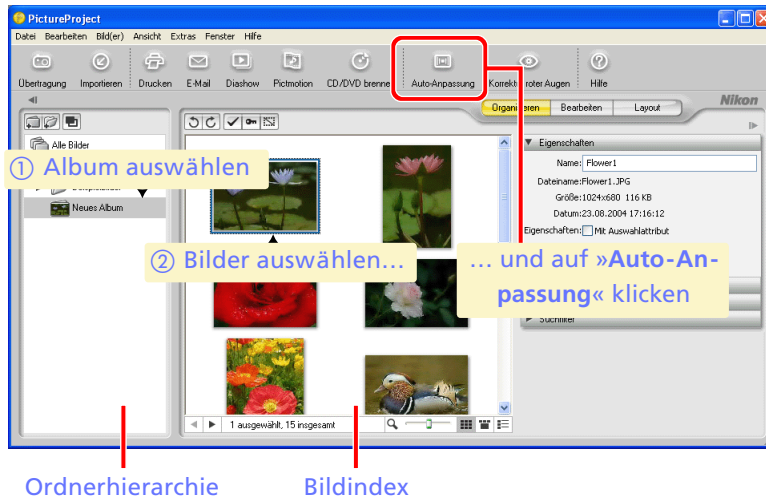 PictureProject
Datei Bearbeiten Bild(er) Ansicht Extras Fenster Hilfe
Übertragung Importieren Drucken E-Mail Diashow Pictmotion CD/DVD brenne Auto-Anpassung Korrekt roter Augen Hilfe
Nikon
Organisieren Bearbeiten Layout
Alle Bilder
① Album auswählen
Neues Album
② Bilder auswählen...
... und auf »Auto-An-
passung« klicken
Eigenschaften
Name: Flower1
Dateiname: Flower1.JPG
Größe: 1024x680 116 KB
Datum: 23.08.2004 17:16:12
Eigenschaften: Mit Auswahlattribut
1 ausgewählt, 15 insgesamt
Ordnerhierarchie
Bildindex